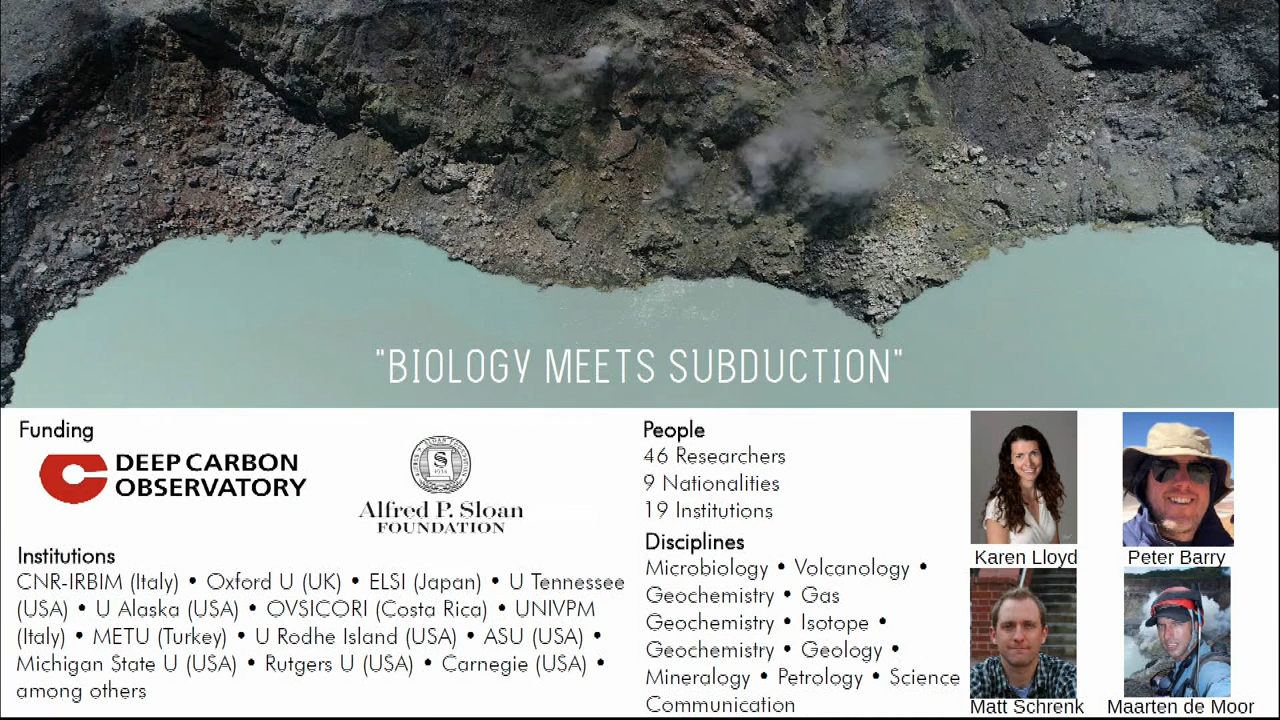 "BIOLOGY MEETS SUBDUCTION"
Funding
DEEP CARBON
OBSERVATORY
Alfred P. Sloan
FOUNDATION
Institutions
CNR-IRBIM (Italy) • Oxford U (UK) • ELSI (Japan) • U Tennessee
(USA) • U Alaska (USA) • OVSICORI (Costa Rica) • UNIVPM
(Italy) • METU (Turkey) • U Rodhe Island (USA) • ASU (USA) •
Michigan State U (USA) • Rutgers U (USA) • Carnegie (USA) •
among others
People
46 Researchers
9 Nationalities
19 Institutions
Disciplines
Microbiology • Volcanology •
Geochemistry • Gas
Geochemistry • Isotope •
Geochemistry • Geology •
Mineralogy • Petrology • Science
Communication
Karen Lloyd
Peter Barry
Matt Schrenk
Maarten de Moor